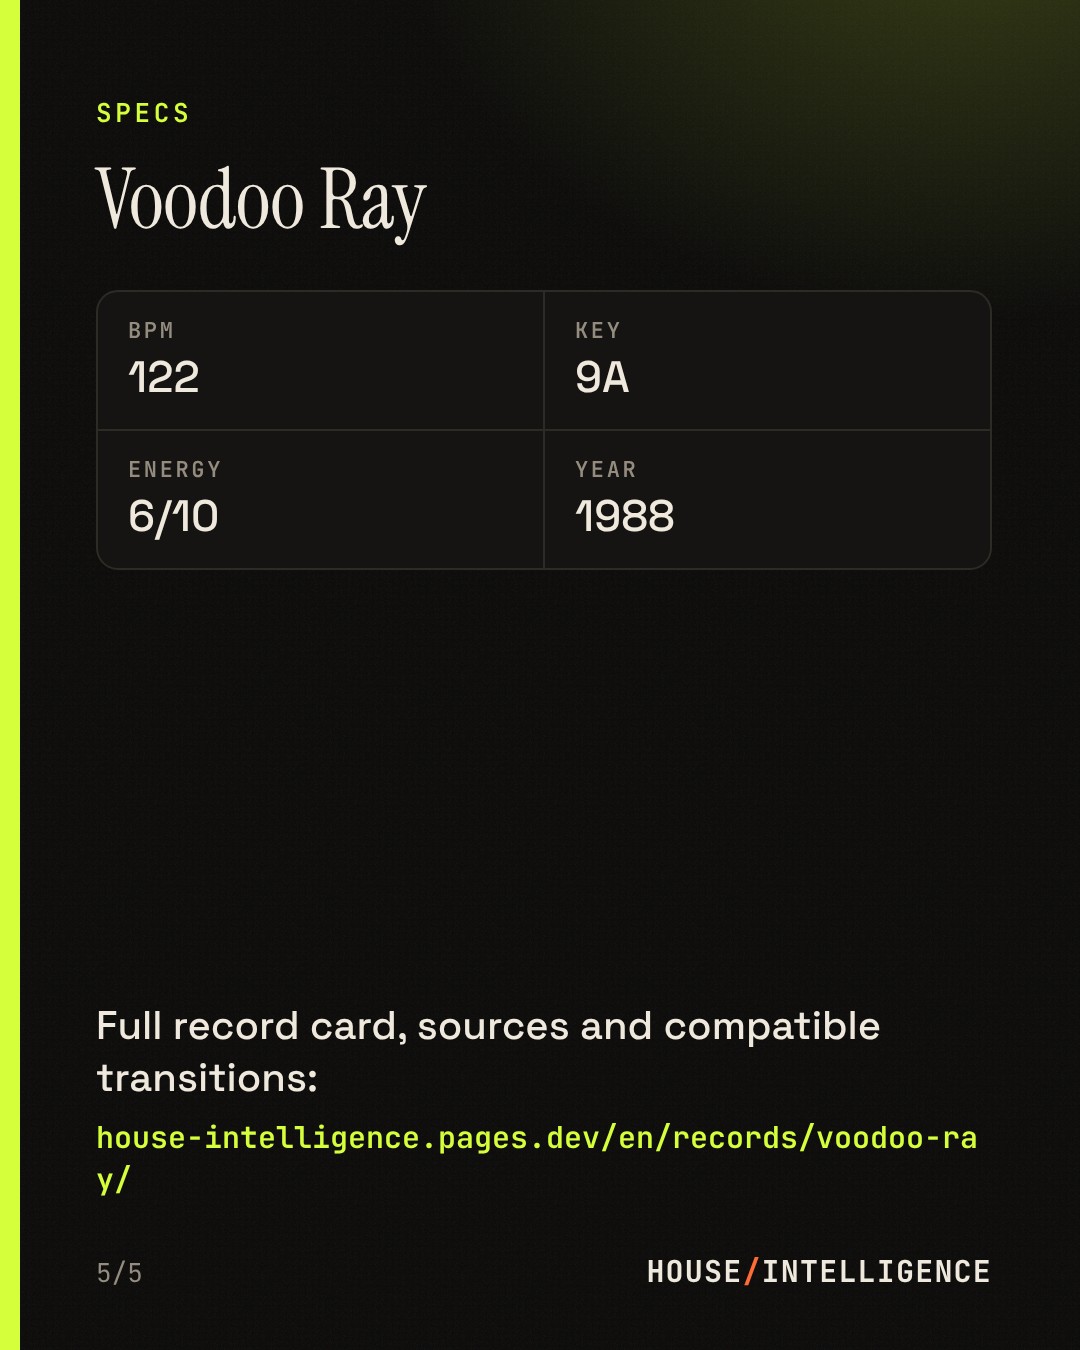 SPECS
Voodoo Ray
BPM
122
KEY
9A
ENERGY
6/10
YEAR
1988
Full record card, sources and compatible
transitions:
house-intelligence.pages.dev/en/records/voodoo-ra
y/
5/5
HOUSE/INTELLIGENCE